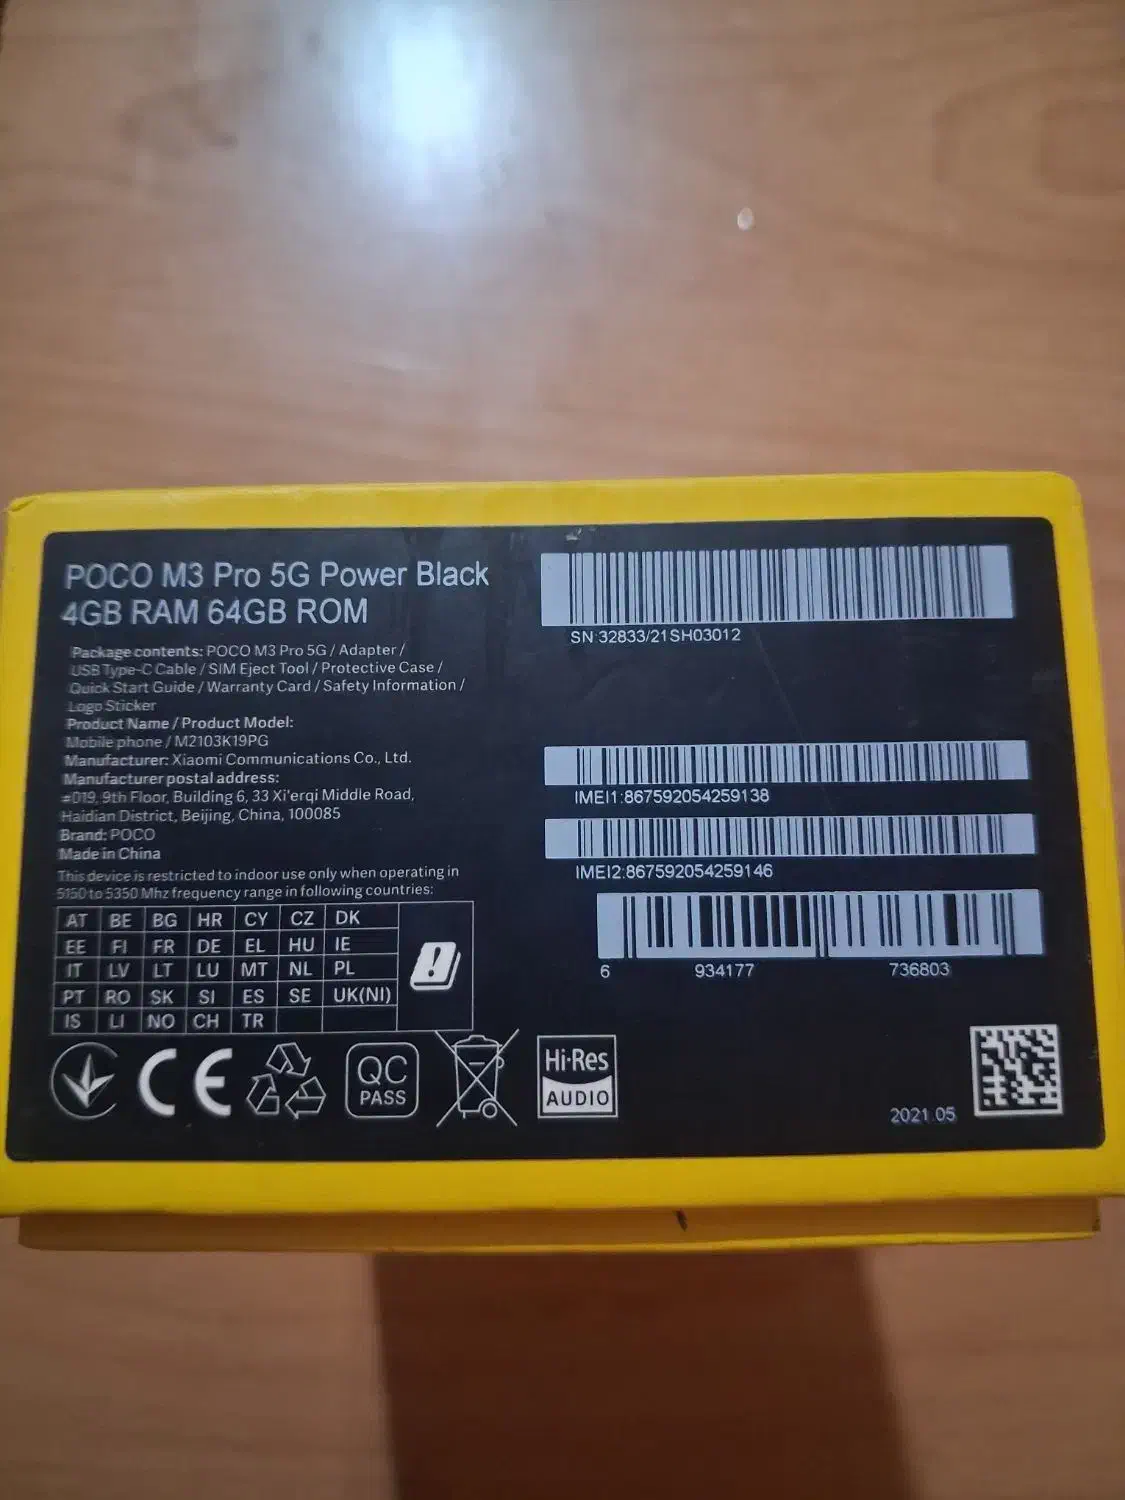 POCO M3 Pro 5G Power Black
4GB RAM 64GB ROM
Package contents: POCO M3 Pro 5G / Adapter /
USB Type-C Cable / SIM Eject Tool / Protective Case /
Quick Start Guide / Warranty Card / Safety Information /
Logo Sticker
Product Name / Product Model:
Mobile phone / M2103K19PG
Manufacturer: Xiaomi Communications Co., Ltd.
Manufacturer postal address:
#019, 9th Floor, Building 6, 33 Xi'erqi Middle Road,
Haidian District, Beijing, China, 100085
Brand: POCO
Made in China
This device is restricted to indoor use only when operating in
5150 to 5350 Mhz frequency range in following countries:
AT BE BG HR CY CZ DK
EE FI FR DE EL HU IE
IT LV LT LU MT NL PL
PT RO SK SI ES SE UK(NI)
IS LI NO CH TR
CE
QC
PASS
Hi-Res
AUDIO
SN:32833/21SH03012
IMEI1:867592054259138
IMEI2:867592054259146
6 934177 736803
2021.05